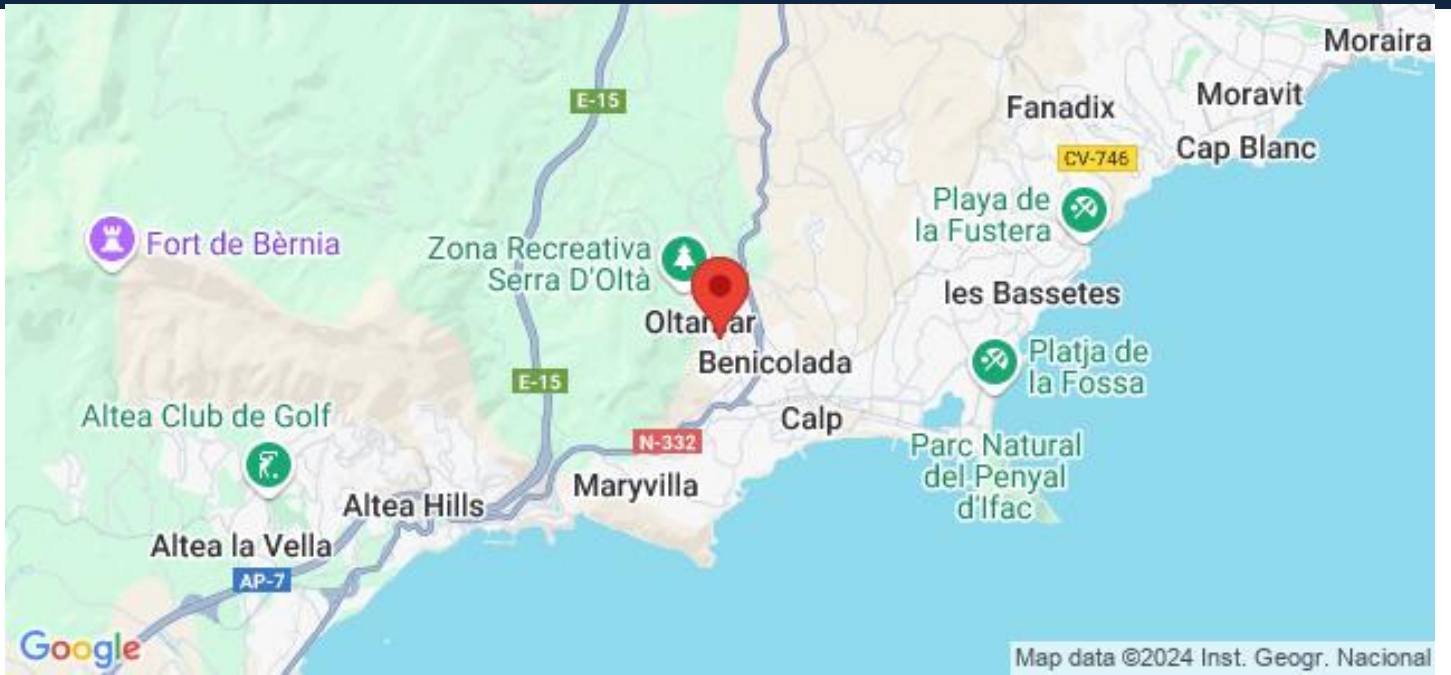 Moraira
Moravit
Fanadix
E-15
Cap Blanc
CV-746
Playa de
la Fustera
Fort de Bèrnia
Zona Recreativa
Serra D'Oltà
les Bassetes
Oltamar
Platja de
la Fossa
Benicolada
E-15
Altea Club de Golf
Calp
N-332
Parc Natural
del Penyal
d'Ifac
Maryvilla
Altea Hills
Altea la Vella
AP-7
Google
Map data ©2024 Inst. Geogr. Nacional